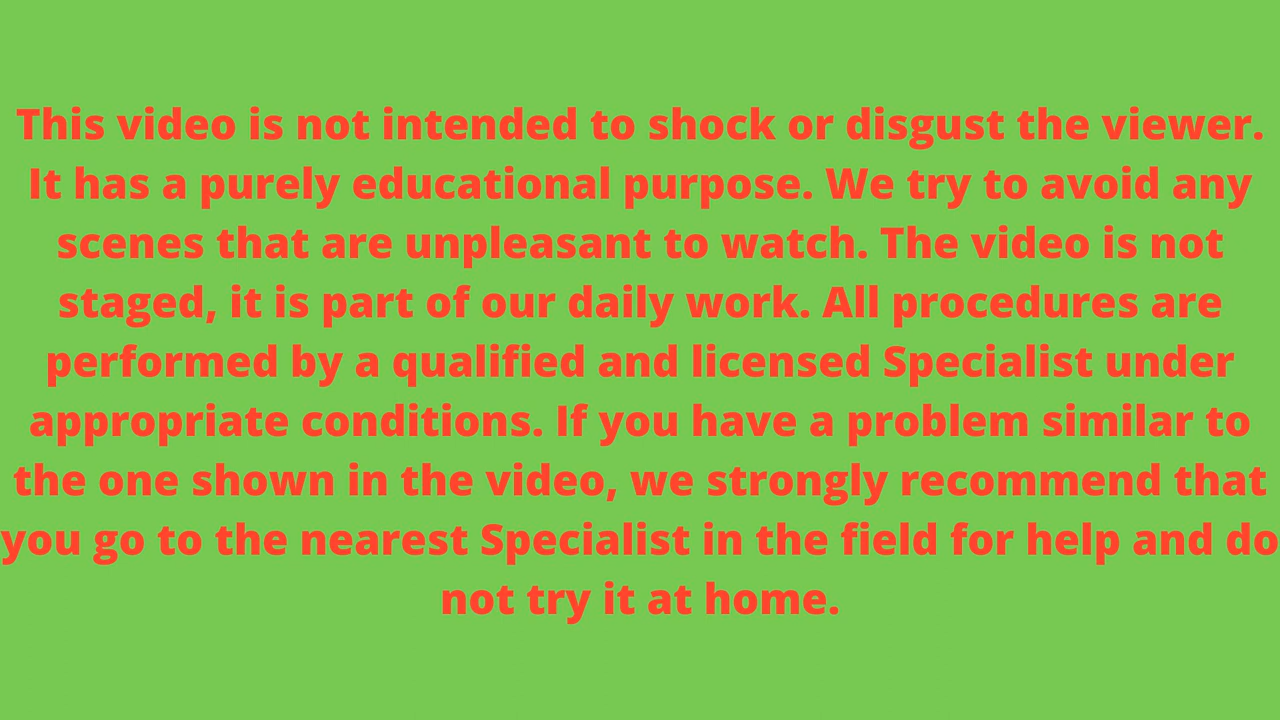 This video is not intended to shock or disgust the viewer.
It has a purely educational purpose. We try to avoid any
scenes that are unpleasant to watch. The video is not
staged, it is part of our daily work. All procedures are
performed by a qualified and licensed Specialist under
appropriate conditions. If you have a problem similar to
the one shown in the video, we strongly recommend that
you go to the nearest Specialist in the field for help and do
not try it at home.